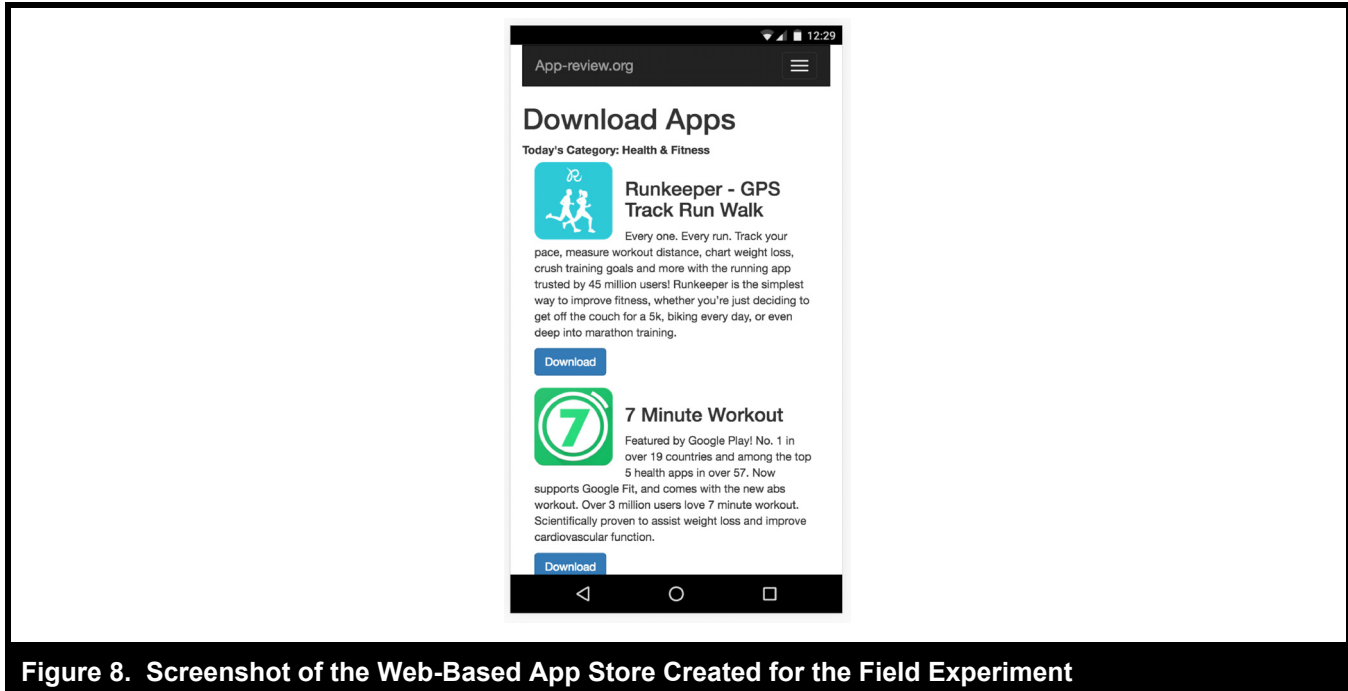 12:29
App-review.org
Download Apps
Today's Category: Health & Fitness
Runkeeper - GPS
Track Run Walk
Every one. Every run. Track your
pace, measure workout distance, chart weight loss,
crush training goals and more with the running app
trusted by 45 million users! Runkeeper is the simplest
way to improve fitness, whether you're just deciding to
get off the couch for a 5k, biking every day, or even
deep into marathon training.
Download
7
7 Minute Workout
Featured by Google Play! No. 1 in
over 19 countries and among the top
5 health apps in over 57. Now
supports Google Fit, and comes with the new abs
workout. Over 3 million users love 7 minute workout.
Scientifically proven to assist weight loss and improve
cardiovascular function.
Download
Figure 8. Screenshot of the Web-Based App Store Created for the Field Experiment